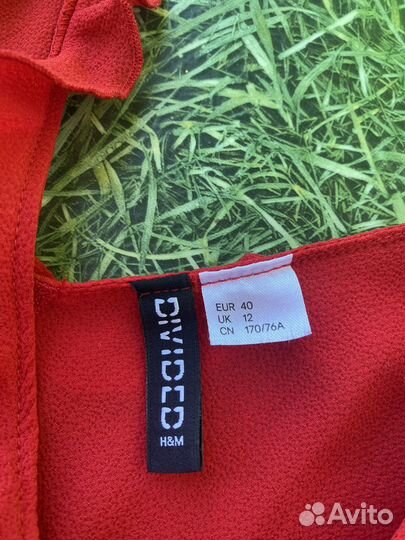 DIVIDED
H&M
EUR 40
UK 12
CN 170/76A
Avito